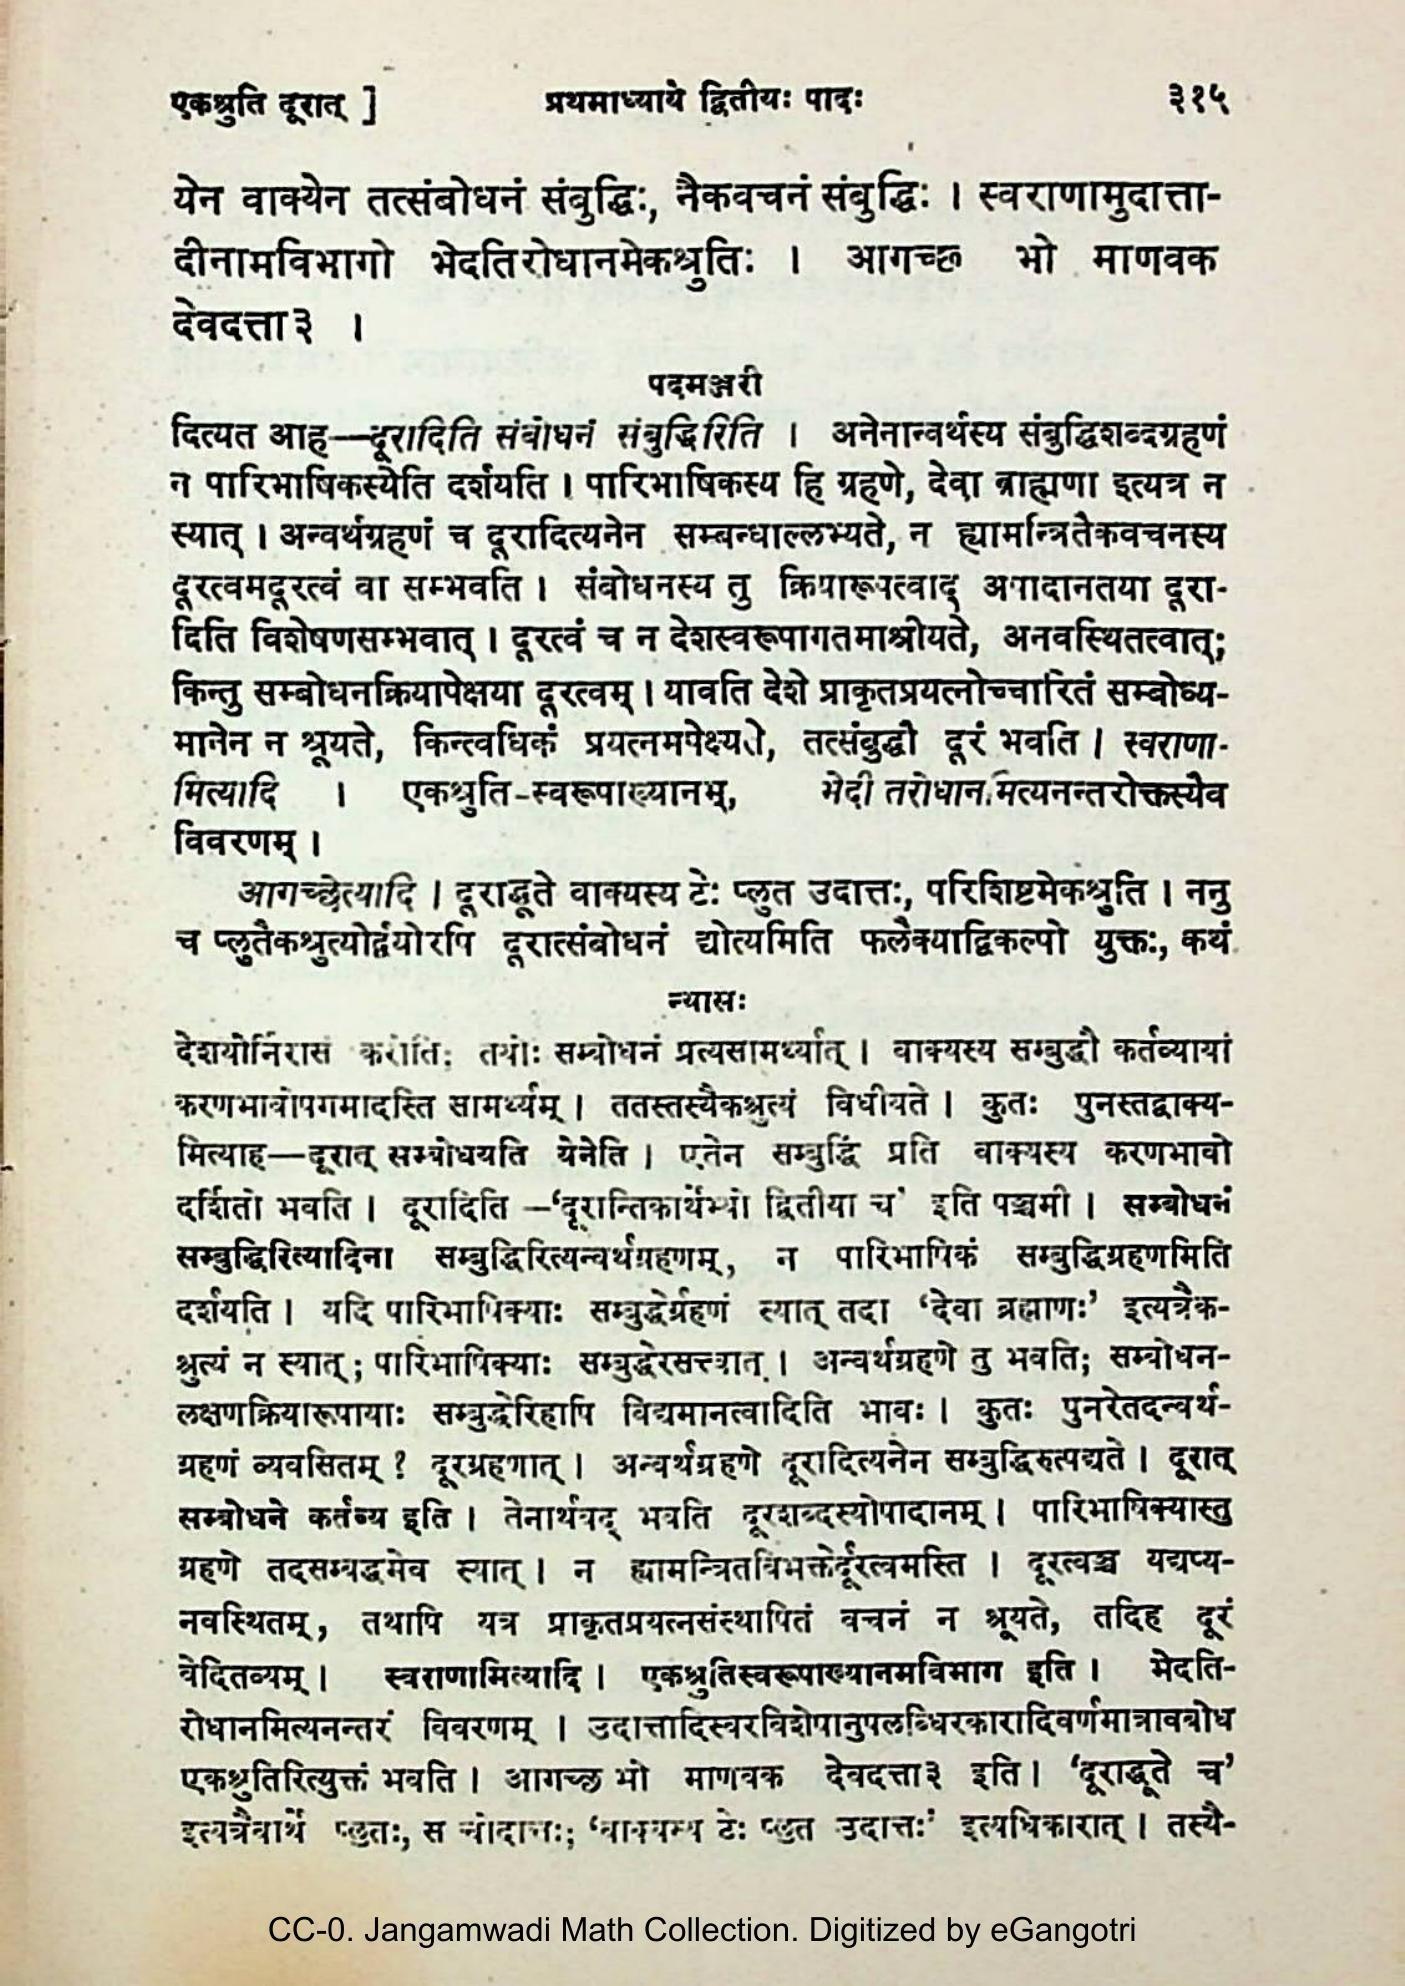 एकश्रुति दूरात् ] प्रथमाध्याये द्वितीयः पादः ३१५
येन वाक्येन तत्संबोधनं संबुद्धिः, नैकवचनं संबुद्धिः । स्वराणामुदात्ता-
दीनामविभागो भेदतिरोधानमेकश्रुतिः । आगच्छ भो माणवक
देवदत्ता३ ।
पदमञ्जरी
दित्यत आह—दूरादिति संबोधनं संबुद्धिरिति । अनेनान्वर्थस्य संबुद्धिशब्दग्रहणं
न पारिभाषिकस्येति दर्शयति । पारिभाषिकस्य हि ग्रहणे, देवा ब्राह्मणा इत्यत्र न
स्यात् । अन्वर्थग्रहणं च दूरादित्यनेन सम्बन्धाल्लभ्यते, न ह्यामन्त्रितैकवचनस्य
दूरत्वमदूरत्वं वा सम्भवति । संबोधनस्य तु क्रियारूपत्वाद् अपादानतया दूरा-
दिति विशेषणसम्भवात् । दूरत्वं च न देशस्वरूपागतमाश्रीयते, अनवस्थितत्वात्;
किन्तु सम्बोधनक्रियापेक्षया दूरत्वम् । यावति देशे प्राकृतप्रयत्नोच्चारितं सम्बोध्य-
मानेन न श्रूयते, किन्त्वधिकं प्रयत्नमपेक्ष्यते, तत्संबुद्धौ दूरं भवति । स्वराणा-
मित्यादि । एकश्रुति-स्वरूपाख्यानम्, भेदतिरोधानमित्यनन्तरोक्तस्यैव
विवरणम् ।
आगच्छेत्यादि । दूराद्धूते वाक्यस्य टेः प्लुत उदात्तः, परिशिष्टमेकश्रुति । ननु
च प्लुतैकश्रुत्योर्द्वयोरपि दूरात्संबोधनं द्योत्यमिति फलैक्याद्विकल्पो युक्तः, कथं
न्यासः
देशयोर्निरासं करोति; तयोः सम्बोधनं प्रत्यसामर्थ्यात् । वाक्यस्य सम्बुद्धौ कर्तव्यायां
करणभावोपगमादस्ति सामर्थ्यम् । ततस्तस्यैकश्रुत्यं विधीयते । कुतः पुनस्तद्वाक्य-
मित्याह—दूरात् सम्बोधयति येनेति । एतेन सम्बुद्धिं प्रति वाक्यस्य करणभावो
दर्शितो भवति । दूरादिति —‘दूरान्तिकार्थेभ्यो द्वितीया च’ इति पञ्चमी । सम्बोधनं
सम्बुद्धिरित्यादिना सम्बुद्धिरित्यन्वर्थग्रहणम्, न पारिभाषिकं सम्बुद्धिग्रहणमिति
दर्शयति । यदि पारिभाषिक्याः सम्बुद्धेर्ग्रहणं स्यात् तदा ‘देवा ब्रह्माणः’ इत्यत्रैक-
श्रुत्यं न स्यात्; पारिभाषिक्याः सम्बुद्धेरसत्त्वात् । अन्वर्थग्रहणे तु भवति; सम्बोधन-
लक्षणक्रियारूपायाः सम्बुद्धेरिहापि विद्यमानत्वादिति भावः । कुतः पुनरेतदन्वर्थ-
ग्रहणं व्यवसितम् ? दूरग्रहणात् । अन्वर्थग्रहणे दूरादित्यनेन सम्बुद्धिरुत्पद्यते । दूरात्
सम्बोधने कर्तव्य इति । तेनार्थवद् भवति दूरशब्दस्योपादानम् । पारिभाषिक्यास्तु
ग्रहणे तदसम्बद्धमेव स्यात् । न ह्यामन्त्रितविभक्तेर्दूरत्वमस्ति । दूरत्वञ्च यद्यप्य-
नवस्थितम्, तथापि यत्र प्राकृतप्रयत्नसंस्थापितं वचनं न श्रूयते, तदिह दूरं
वेदितव्यम् । स्वराणामित्यादि । एकश्रुतिस्वरूपाख्यानमविभाग इति । भेदति-
रोधानमित्यनन्तरं विवरणम् । उदात्तादिस्वरविशेषानुपलब्धिरकारादिवर्णमात्रावबोध
एकश्रुतिरित्युक्तं भवति । आगच्छ भो माणवक देवदत्ता३ इति । ‘दूराद्धूते च’
इत्यत्रैवार्थे प्लुतः, स चोदात्तः; ‘वाक्यस्य टेः प्लुत उदात्तः’ इत्यधिकारात् । तस्यै-
CC-0. Jangamwadi Math Collection. Digitized by eGangotri